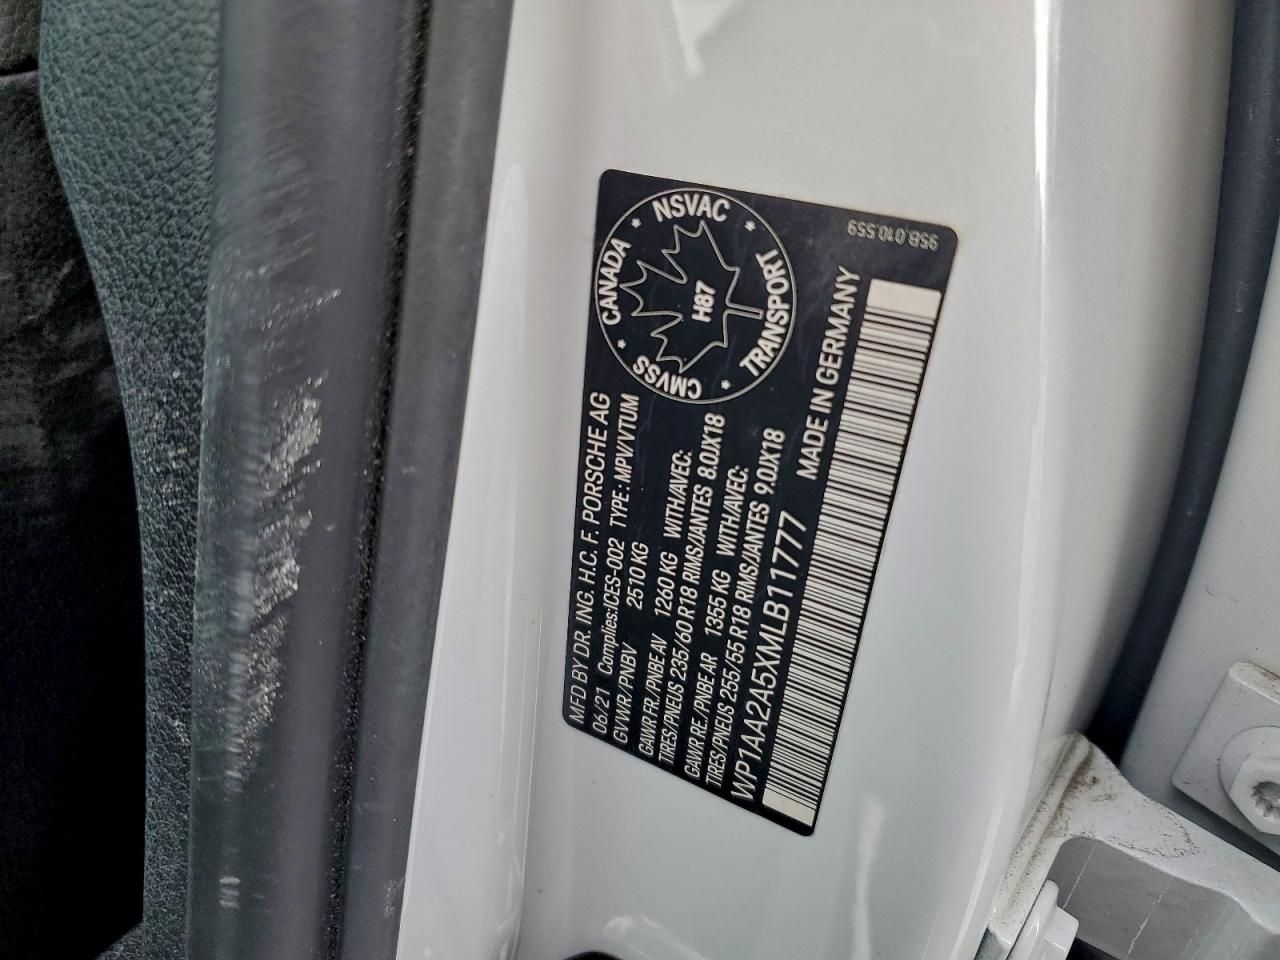 MFD BY DR. ING. H.C. F. PORSCHE AG
06/21 Complies:ICES-002 TYPE: MPV/VTUM
GVWR/PNBV 2510 KG
GAWR FR./PNBE AV 1260 KG WITH/AVEC:
TIRES/PNEUS 235/60 R18 RIMS/JANTES 8.0JX18
GAWR RE./PNBE AR 1355 KG WITH/AVEC:
TIRES/PNEUS 255/55 R18 RIMS/JANTES 9.0JX18
WP1AA2A5XMLB11777 MADE IN GERMANY
CANADA * NSVAC * TRANSPORT * CMVSS *
H87
95B.010.559